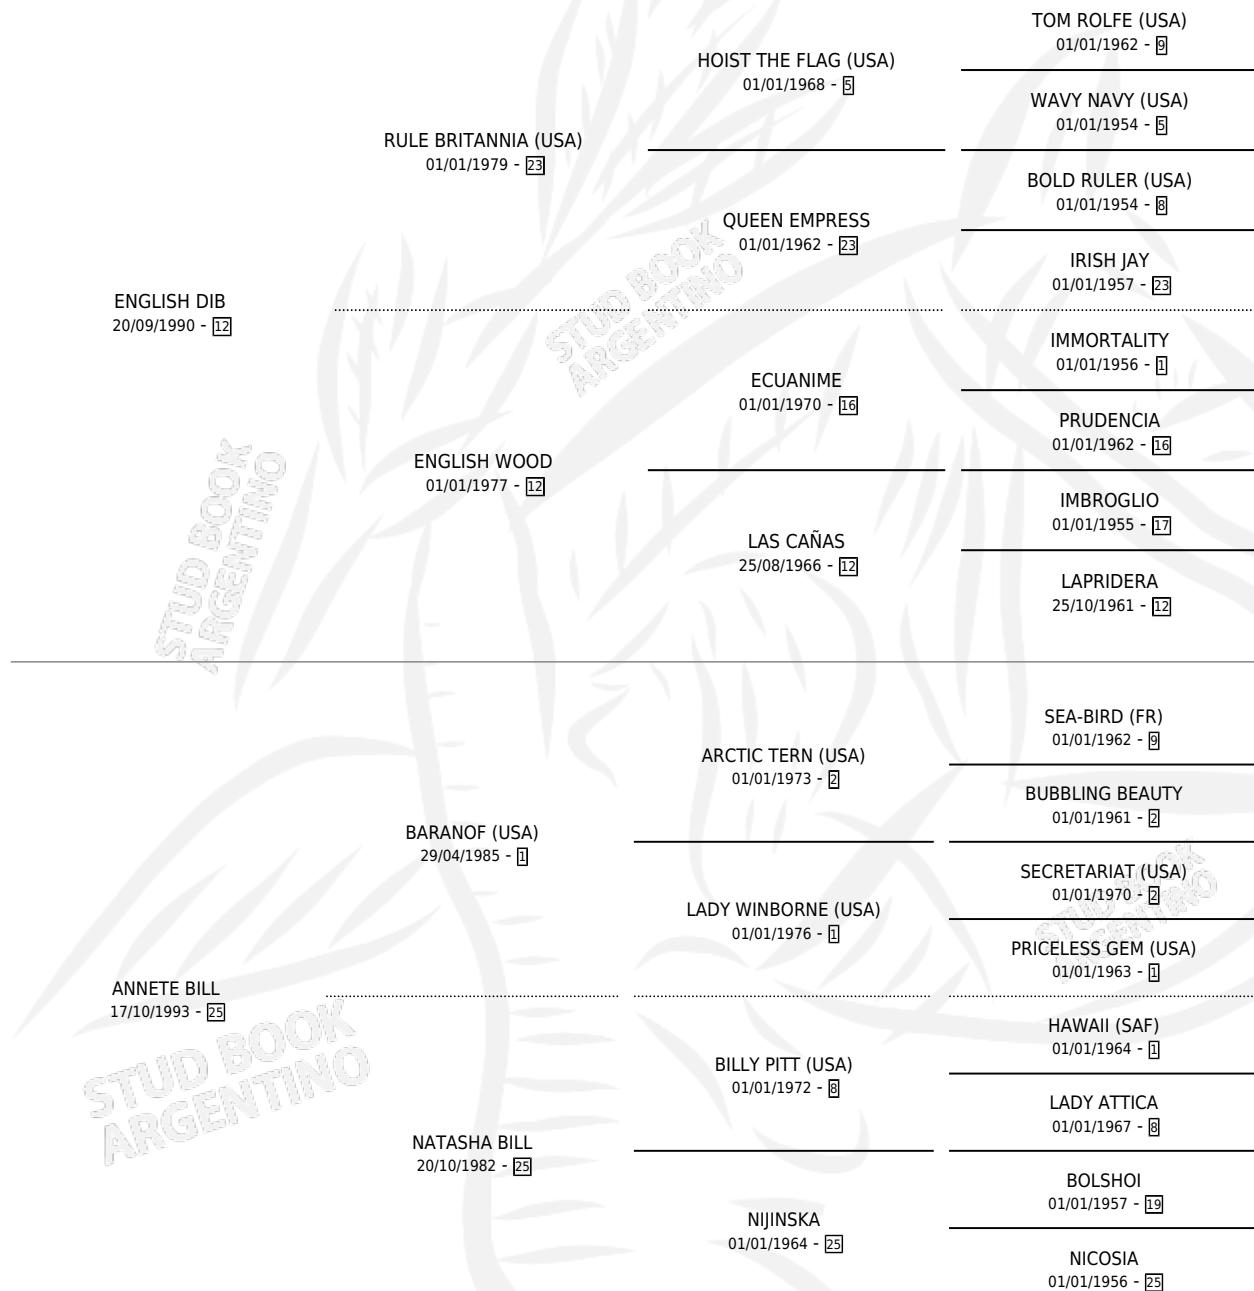 TOM ROLFE (USA)
01/01/1962 - 9
HOIST THE FLAG (USA)
01/01/1968 - 5
WAVY NAVY (USA)
01/01/1954 - 5
RULE BRITANNIA (USA)
01/01/1979 - 23
BOLD RULER (USA)
01/01/1954 - 8
QUEEN EMPRESS
01/01/1962 - 23
IRISH JAY
01/01/1957 - 23
ENGLISH DIB
20/09/1990 - 12
IMMORTALITY
01/01/1956 - 1
ECUANIME
01/01/1970 - 16
PRUDENCIA
01/01/1962 - 16
ENGLISH WOOD
01/01/1977 - 12
IMBROGLIO
01/01/1955 - 17
LAS CAÑAS
25/08/1966 - 12
LAPRIDERA
25/10/1961 - 12
SEA-BIRD (FR)
01/01/1962 - 9
ARCTIC TERN (USA)
01/01/1973 - 2
BUBBLING BEAUTY
01/01/1961 - 2
BARANOF (USA)
29/04/1985 - 1
SECRETARIAT (USA)
01/01/1970 - 2
LADY WINBORNE (USA)
01/01/1976 - 1
PRICELESS GEM (USA)
01/01/1963 - 1
ANNETE BILL
17/10/1993 - 25
HAWAII (SAF)
01/01/1964 - 1
BILLY PITT (USA)
01/01/1972 - 8
LADY ATTICA
01/01/1967 - 8
NATASHA BILL
20/10/1982 - 25
BOLSHOI
01/01/1957 - 19
NIJINSKA
01/01/1964 - 25
NICOSIA
01/01/1956 - 25
STUD BOOK
ARGENTINO
STUD BOOK
ARGENTINO
STUD BOOK
ARGENTINO
STUD BOOK
ARGENTINO